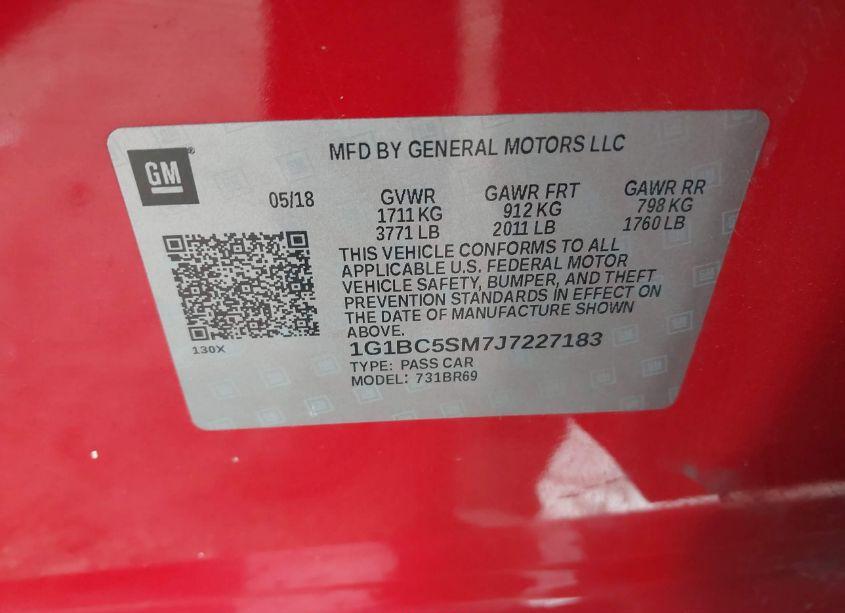 GM
MFD BY GENERAL MOTORS LLC
05/18
GVWR
1711 KG
3771 LB
GAWR FRT
912 KG
2011 LB
GAWR RR
798 KG
1760 LB
THIS VEHICLE CONFORMS TO ALL
APPLICABLE U.S. FEDERAL MOTOR
VEHICLE SAFETY, BUMPER, AND THEFT
PREVENTION STANDARDS IN EFFECT ON
THE DATE OF MANUFACTURE SHOWN
ABOVE.
130X
1G1BC5SM7J7227183
TYPE: PASS CAR
MODEL: 731BR69